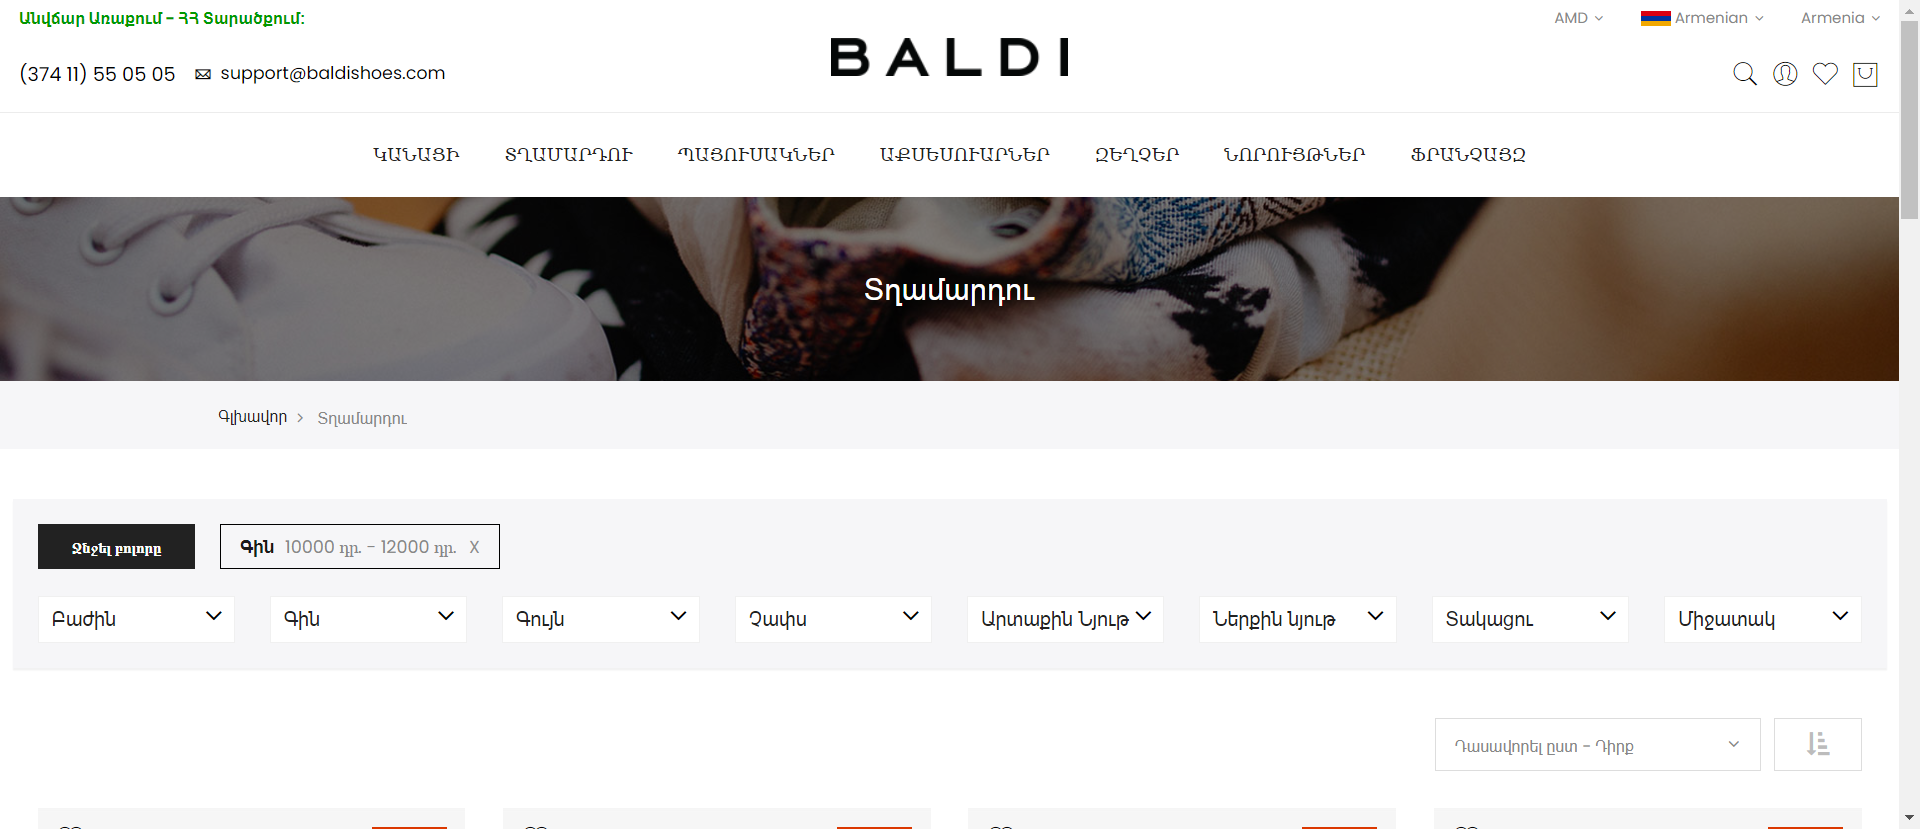 Անվճար Առաքում - ՀՀ Տարածքում:
AMD
Armenian
Armenia
(374 11) 55 05 05
support@baldishoes.com
BALDI
ԿԱՆԱՑԻ
ՏՂԱՄԱՐԴՈՒ
ՊԱՅՈՒՍԱԿՆԵՐ
ԱՔՍԵՍՈՒԱՐՆԵՐ
ԶԵՂՉԵՐ
ՆՈՐՈՒՅԹՆԵՐ
ՖՐԱՆՉԱՅԶ
Տղամարդու
Գլխավոր > Տղամարդու
Ջնջել բոլորը
Գին 10000 դր. - 12000 դր. X
Բաժին
Գին
Գույն
Չափս
Արտաքին Նյութ
Ներքին նյութ
Տակացու
Միջատակ
Դասավորել ըստ - Դիրք